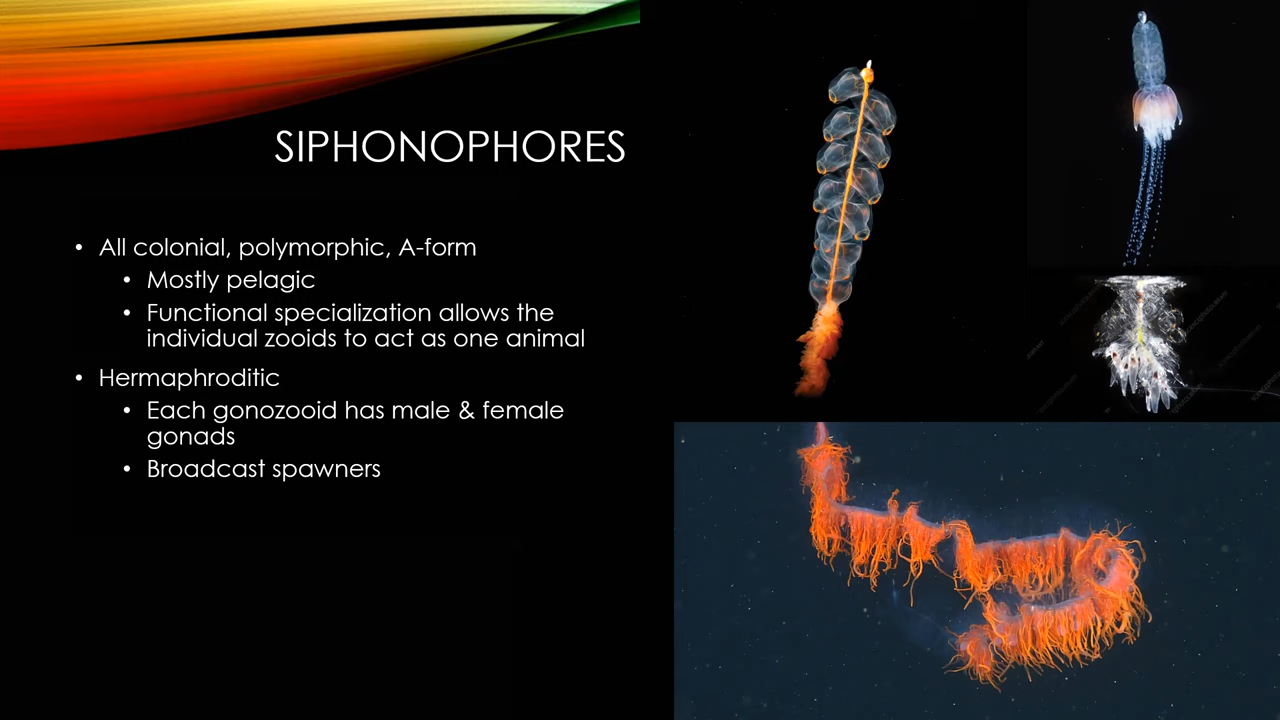 SIPHONOPHORES
• All colonial, polymorphic, A-form
• Mostly pelagic
• Functional specialization allows the
individual zooids to act as one animal
• Hermaphroditic
• Each gonozooid has male & female
gonads
• Broadcast spawners